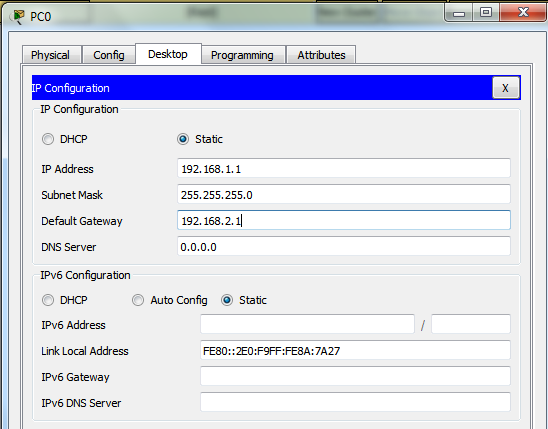 PC0
Physical Config Desktop Programming Attributes
IP Configuration X
IP Configuration
DHCP Static
IP Address 192.168.1.1
Subnet Mask 255.255.255.0
Default Gateway 192.168.2.1
DNS Server 0.0.0.0
IPv6 Configuration
DHCP Auto Config Static
IPv6 Address /
Link Local Address FE80::2E0:F9FF:FE8A:7A27
IPv6 Gateway
IPv6 DNS Server